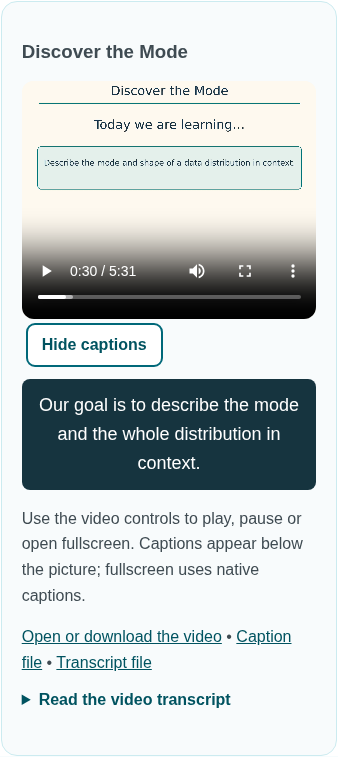 Discover the Mode
Discover the Mode
Today we are learning...
Describe the mode and shape of a data distribution in context.
0:30 / 5:31
Hide captions
Our goal is to describe the mode
and the whole distribution in
context.
Use the video controls to play, pause or
open fullscreen. Captions appear below
the picture; fullscreen uses native
captions.
Open or download the video • Caption
file • Transcript file
Read the video transcript